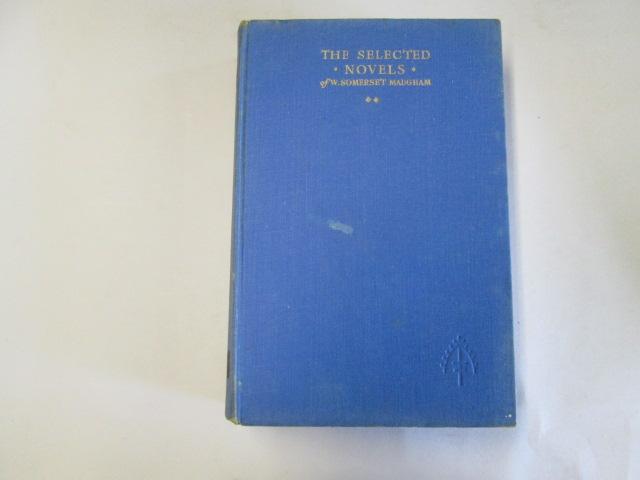 THE SELECTED
· NOVELS ·
of W. SOMERSET MAUGHAM